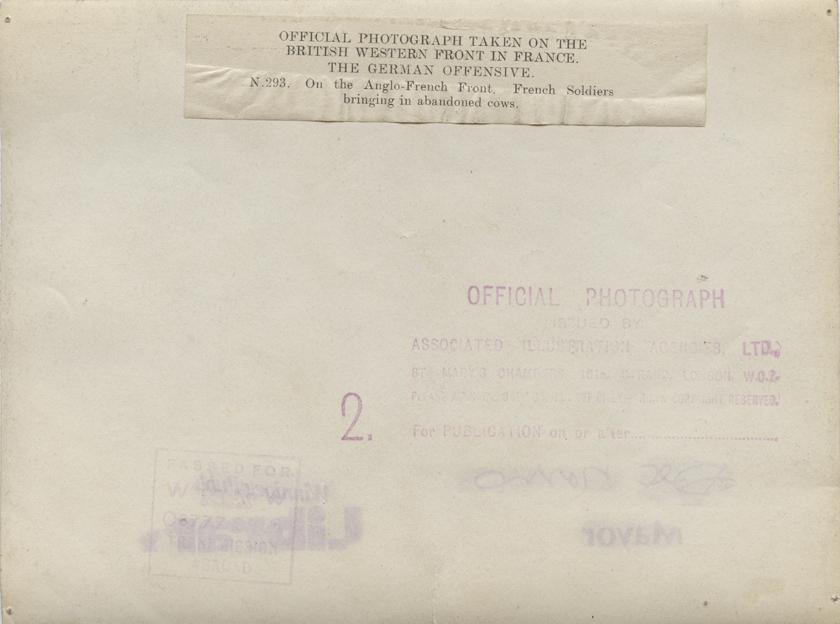 OFFICIAL PHOTOGRAPH TAKEN ON THE
BRITISH WESTERN FRONT IN FRANCE.
THE GERMAN OFFENSIVE.
N.293. On the Anglo-French Front. French Soldiers
bringing in abandoned cows.
OFFICIAL PHOTOGRAPH
ISSUED BY
ASSOCIATED ILLUSTRATION AGENCIES, LTD.,
ST. MARY'S CHAMBERS, STRAND, LONDON, W.C.2.
COPYRIGHT RESERVED.
2.
For PUBLICATION on or after
PASSED FOR
W
ABROAD
Mayor